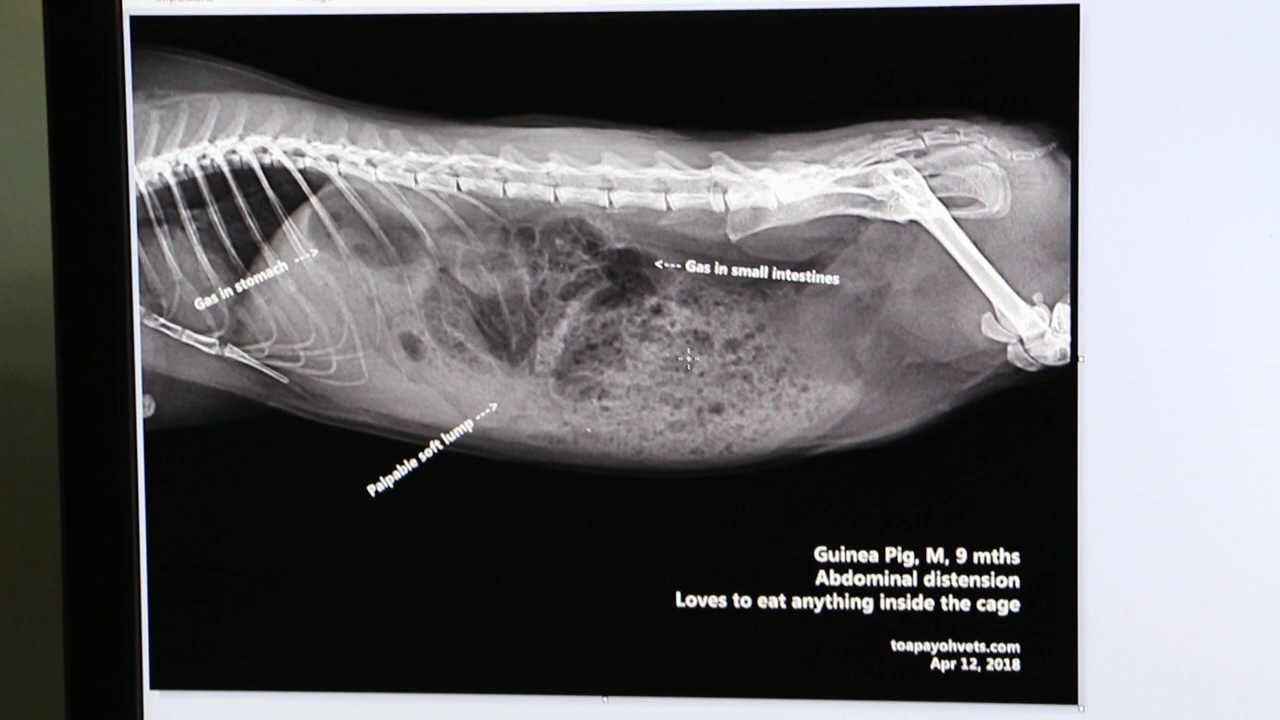 Gas in stomach --->
<--- Gas in small intestines
Palpable soft lump --->
Guinea Pig, M, 9 mths
Abdominal distension
Loves to eat anything inside the cage
toapayohvets.com
Apr 12, 2018